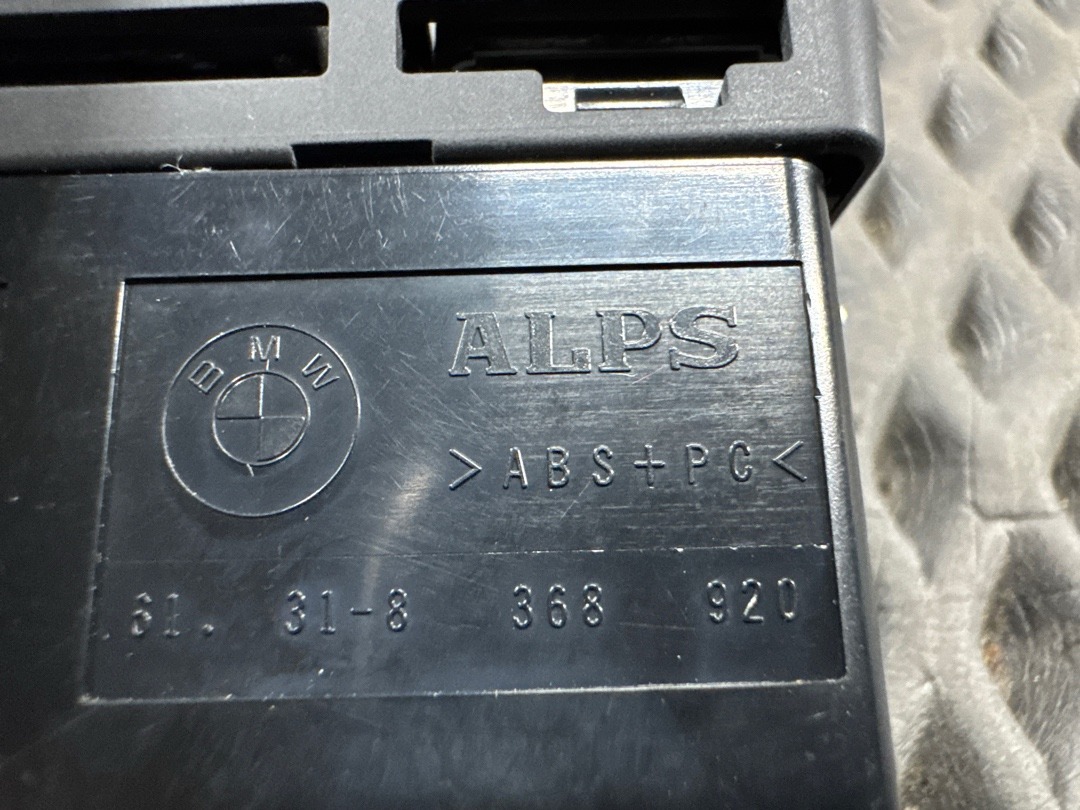 BMW
ALPS
>ABS+PC<
61. 31-8 368 920